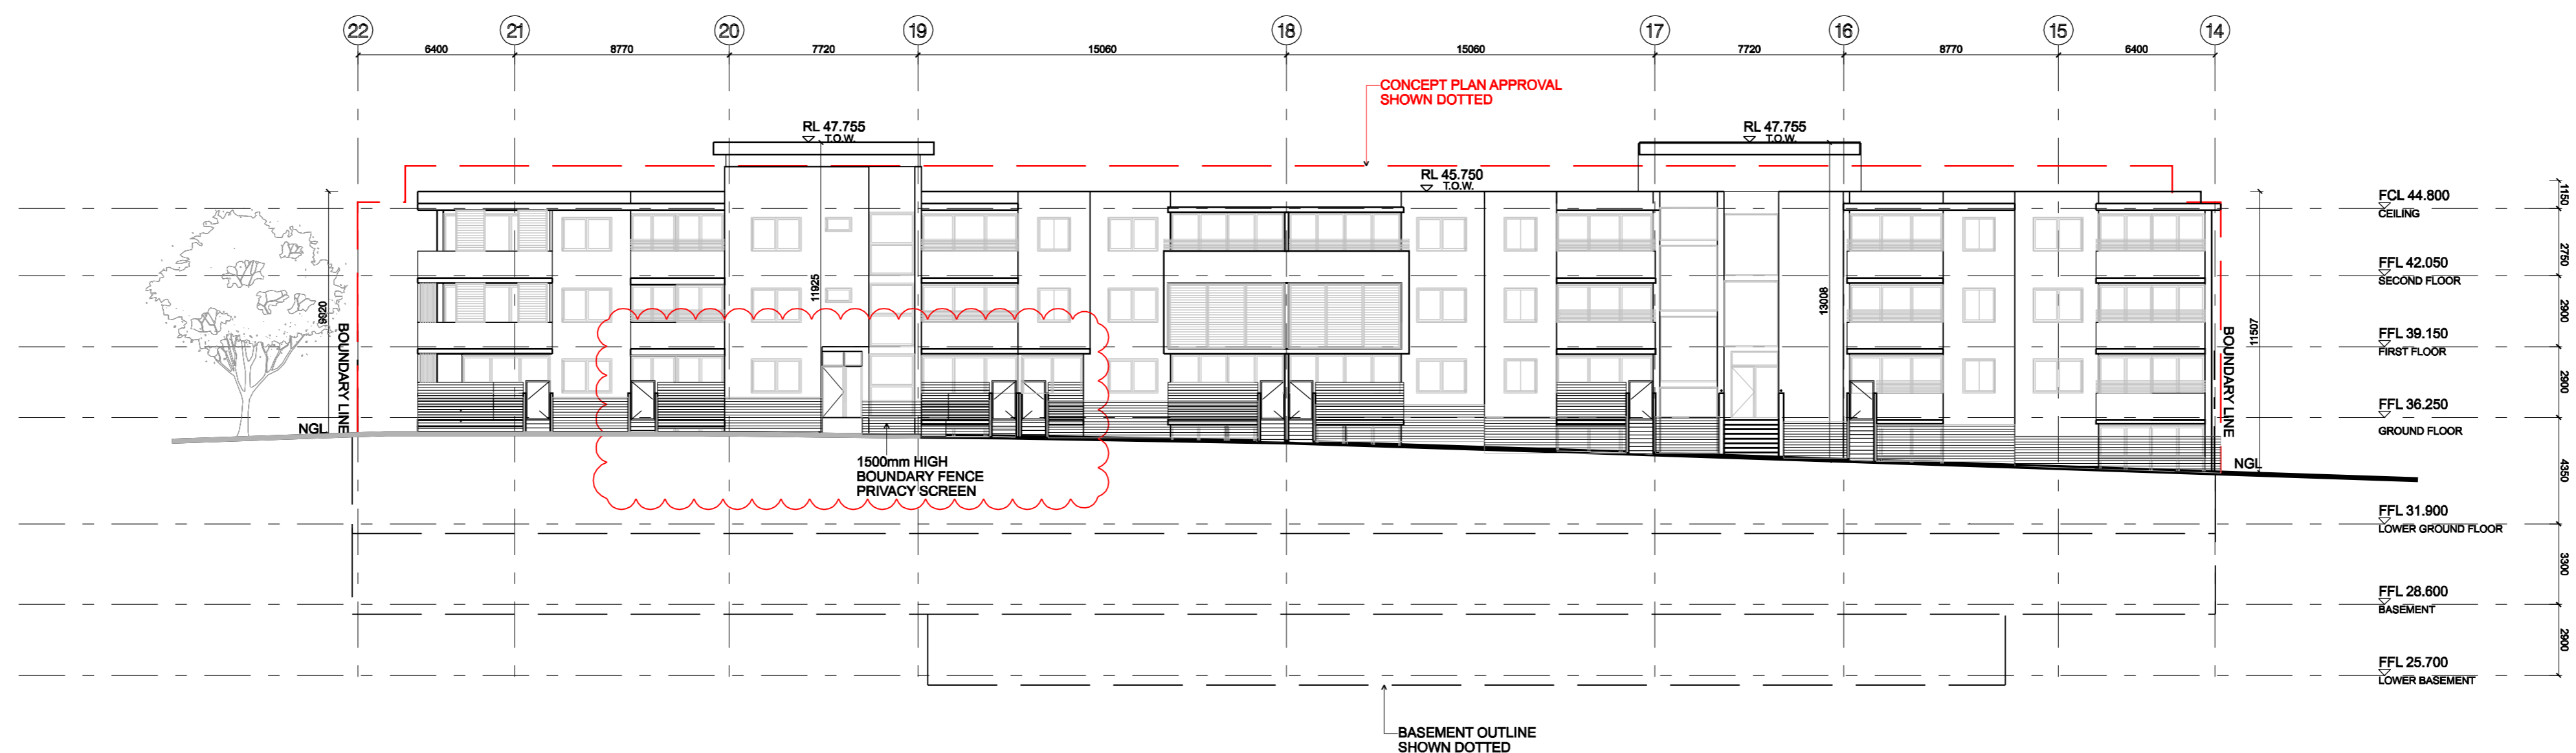 22 21 20 19 18 17 16 15 14
6400 8770 7720 15060 15060 7720 8770 6400
CONCEPT PLAN APPROVAL
SHOWN DOTTED
RL 47.755
T.O.W.
RL 47.755
T.O.W.
RL 45.750
T.O.W.
9920
BOUNDARY LINE
NGL
11925
13008
11507
BOUNDARY LINE
NGL
1500mm HIGH
BOUNDARY FENCE
PRIVACY SCREEN
BASEMENT OUTLINE
SHOWN DOTTED
FCL 44.800
CEILING
FFL 42.050
SECOND FLOOR
FFL 39.150
FIRST FLOOR
FFL 36.250
GROUND FLOOR
FFL 31.900
LOWER GROUND FLOOR
FFL 28.600
BASEMENT
FFL 25.700
LOWER BASEMENT
1150
2750
2900
2900
4350
3300
2900